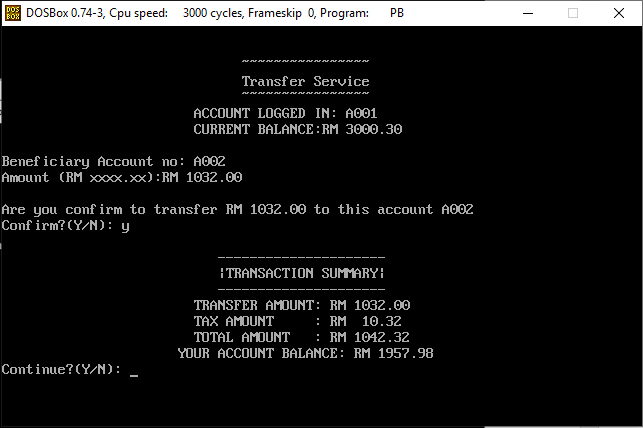 DOSBox 0.74-3, Cpu speed: 3000 cycles, Frameskip 0, Program: PB
~~~~~~~~~~~~~~~~
Transfer Service
~~~~~~~~~~~~~~~~
ACCOUNT LOGGED IN: A001
CURRENT BALANCE:RM 3000.30
Beneficiary Account no: A002
Amount (RM xxxx.xx):RM 1032.00
Are you confirm to transfer RM 1032.00 to this account A002
Confirm?(Y/N): y
---------------------
|TRANSACTION SUMMARY|
---------------------
TRANSFER AMOUNT: RM 1032.00
TAX AMOUNT : RM 10.32
TOTAL AMOUNT : RM 1042.32
YOUR ACCOUNT BALANCE: RM 1957.98
Continue?(Y/N): _